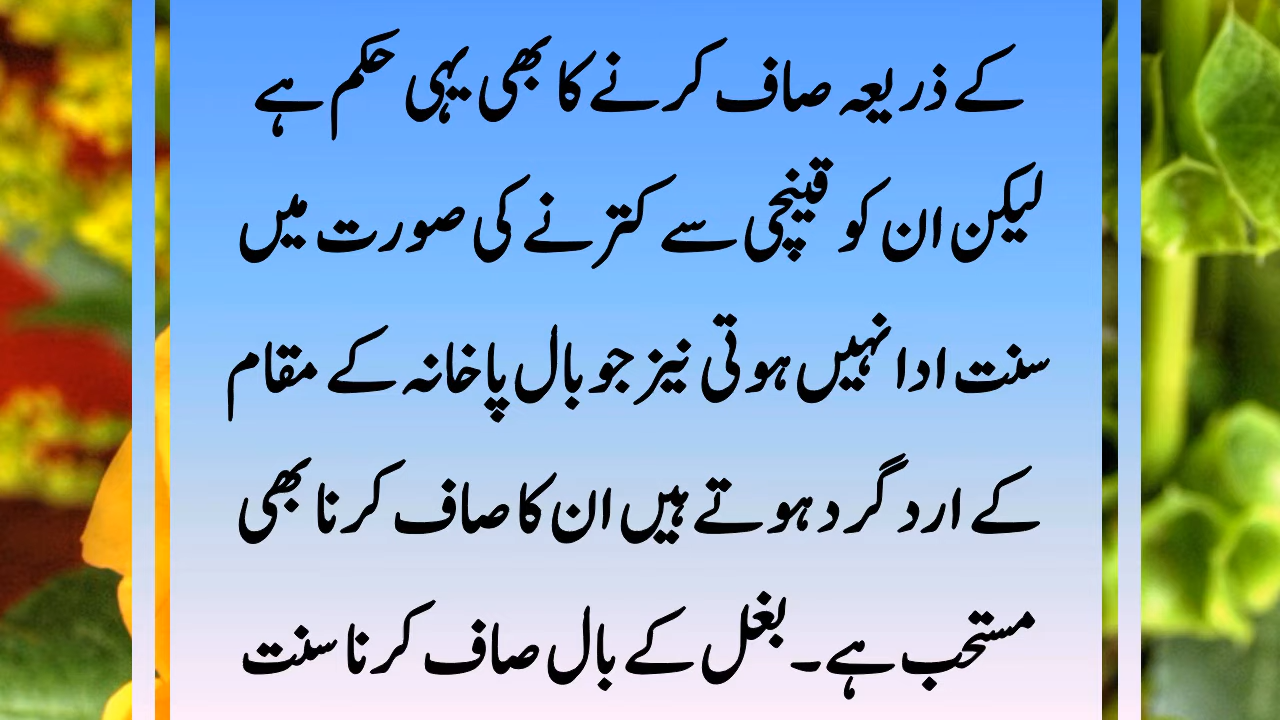 کے ذریعہ صاف کرنے کا بھی یہی حکم ہے
لیکن ان کو قینچی سے کترنے کی صورت میں
سنت ادا نہیں ہوتی نیز جو بال پاخانہ کے مقام
کے ارد گرد ہوتے ہیں ان کا صاف کرنا بھی
مستحب ہے۔ بغل کے بال صاف کرنا سنت